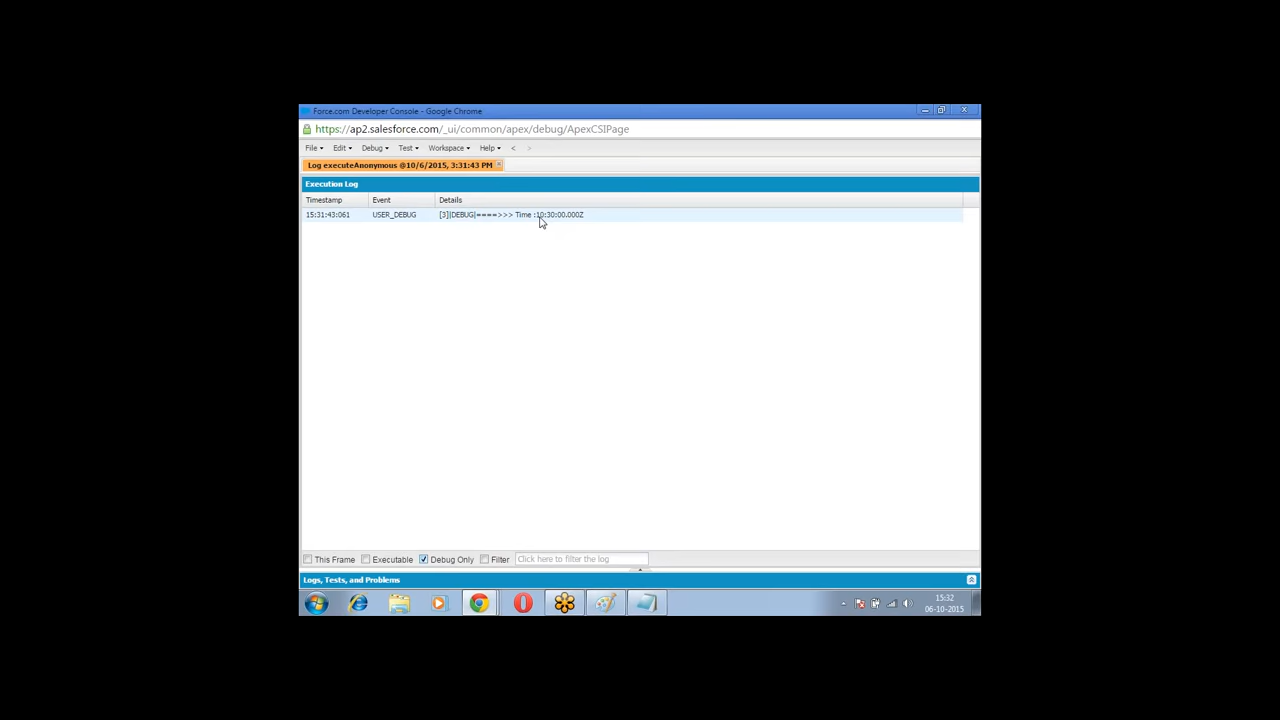 Force.com Developer Console - Google Chrome
https://ap2.salesforce.com/_ui/common/apex/debug/ApexCSIPage
File Edit Debug Test Workspace Help < >
Log executeAnonymous @10/6/2015, 3:31:43 PM
Execution Log
Timestamp Event Details
15:31:43:061 USER_DEBUG [3]|DEBUG|====>>> Time :10:30:00.000Z
This Frame Executable Debug Only Filter Click here to filter the log
Logs, Tests, and Problems
15:32
06-10-2015